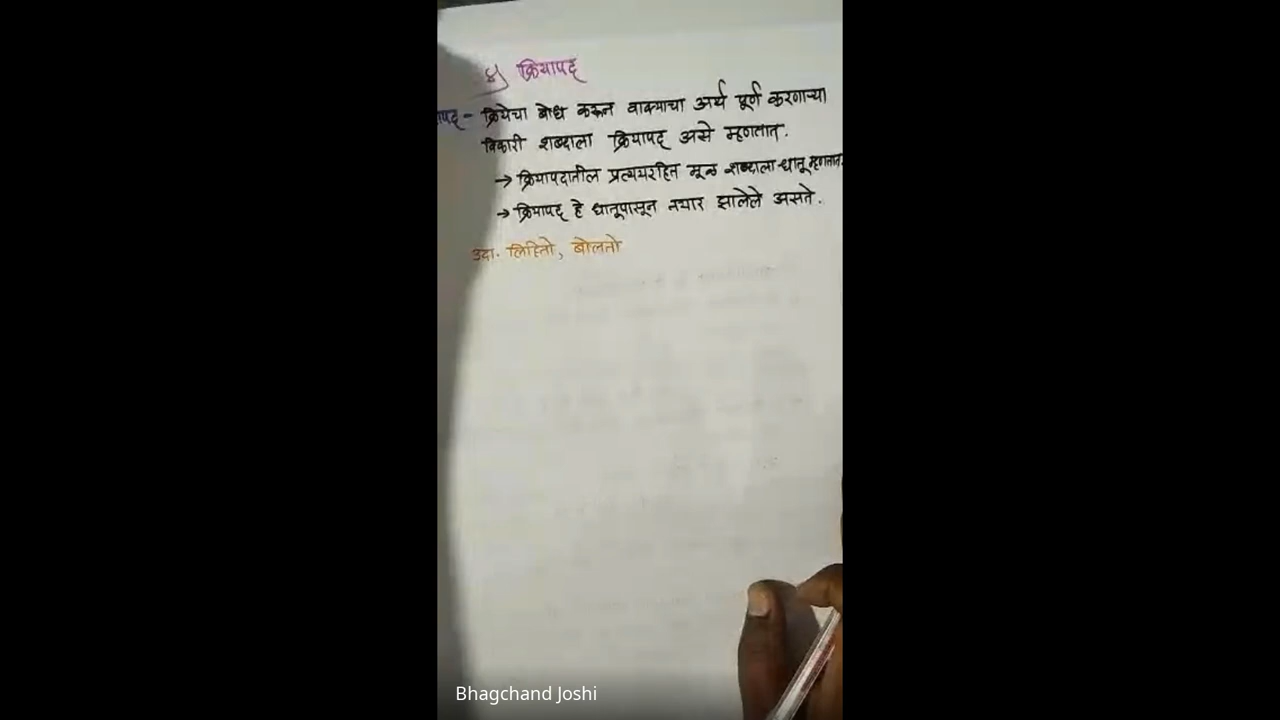 ४) क्रियापद
पद - क्रियेचा बोध करून वाक्याचा अर्थ पूर्ण करणाऱ्या
विकारी शब्दाला क्रियापद असे म्हणतात.
→ क्रियापदातील प्रत्ययरहित मूळ शब्दाला धातू म्हणतात.
→ क्रियापद हे धातूपासून तयार झालेले असते.
उदा. लिहितो, बोलतो
Bhagchand Joshi